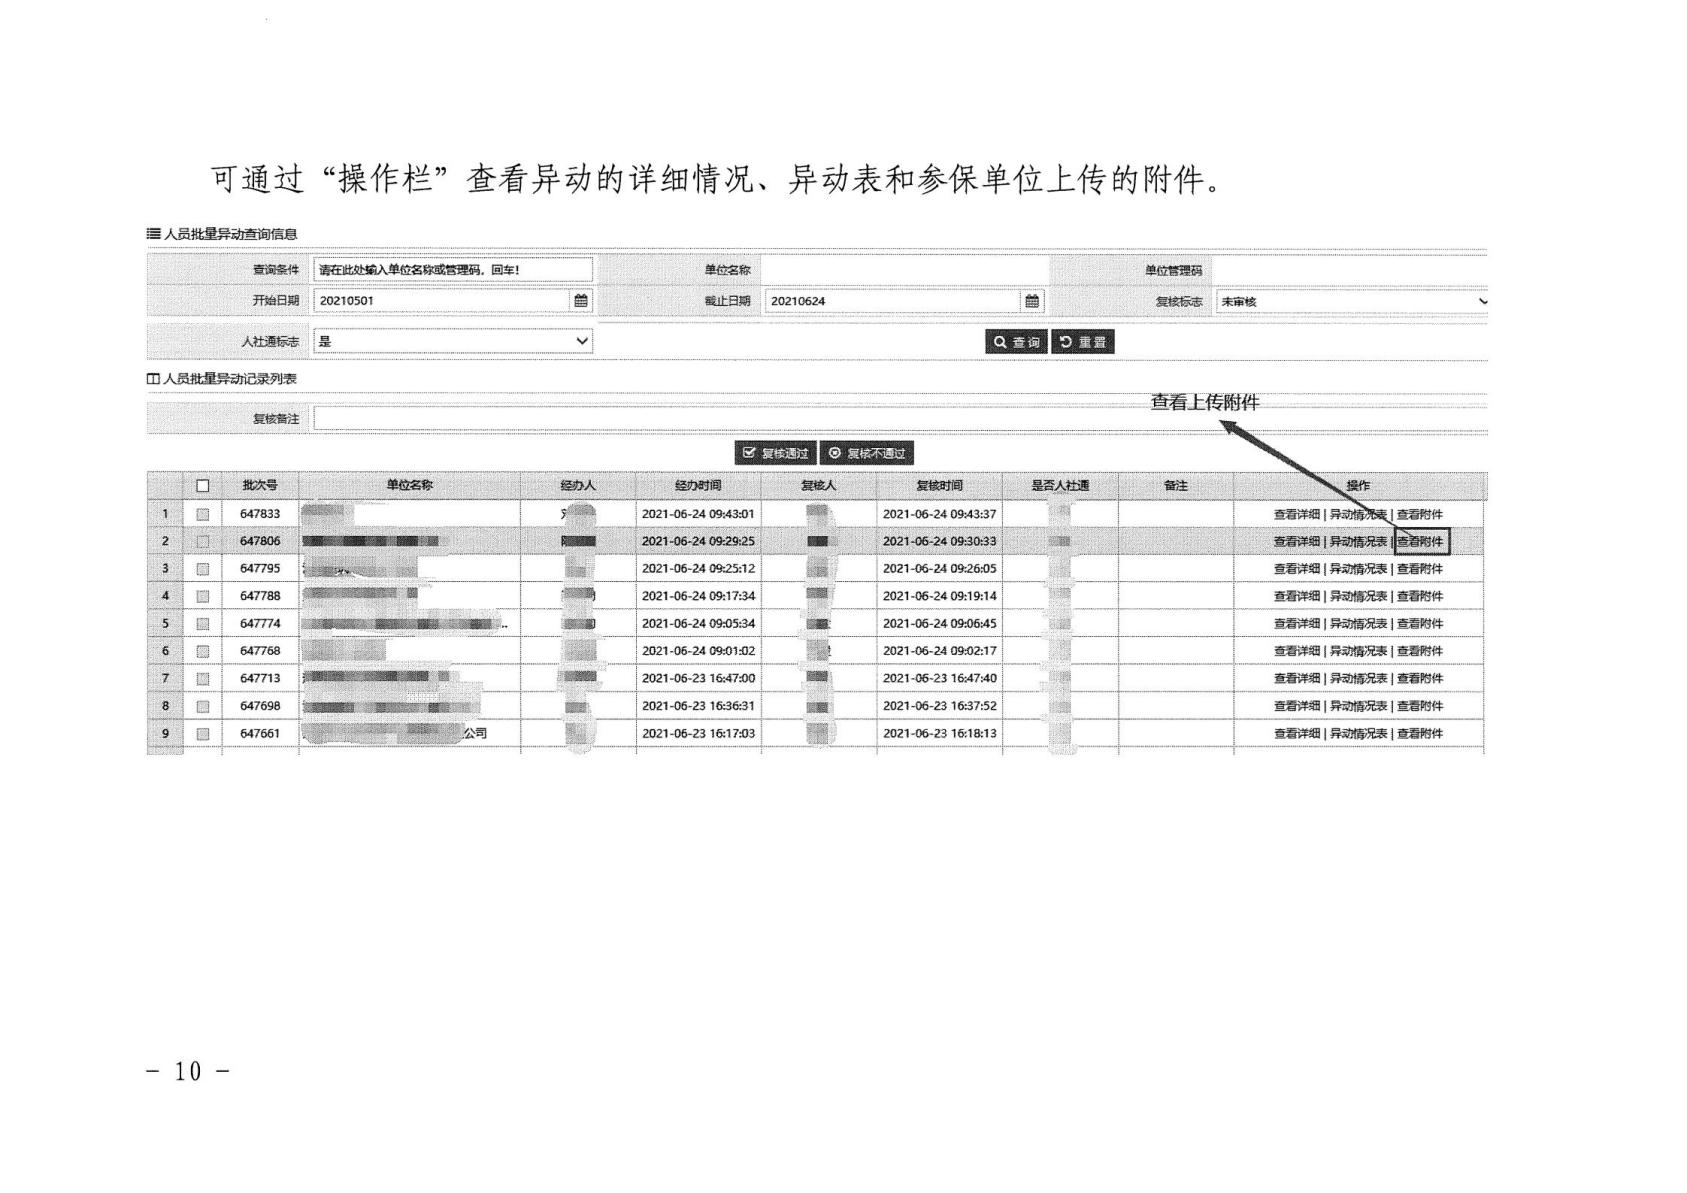 可通过“操作栏”查看异动的详细情况、异动表和参保单位上传的附件。
人员批量异动查询信息
查询条件 请在此处输入单位名称或管理码，回车！ 单位名称 单位管理码
开始日期 20210501 截止日期 20210624 复核标志 未审核
人社通标志 是 查询 重置
人员批量异动记录列表
查看上传附件
复核备注
复核通过 复核不通过
批次号 单位名称 经办人 经办时间 复核人 复核时间 是否人社通 备注 操作
1 647833 2021-06-24 09:43:01 2021-06-24 09:43:37 查看详细 | 异动情况表 | 查看附件
2 647806 2021-06-24 09:29:25 2021-06-24 09:30:33 查看详细 | 异动情况表 | 查看附件
3 647795 2021-06-24 09:25:12 2021-06-24 09:26:05 查看详细 | 异动情况表 | 查看附件
4 647788 2021-06-24 09:17:34 2021-06-24 09:19:14 查看详细 | 异动情况表 | 查看附件
5 647774 .. 2021-06-24 09:05:34 2021-06-24 09:06:45 查看详细 | 异动情况表 | 查看附件
6 647768 2021-06-24 09:01:02 2021-06-24 09:02:17 查看详细 | 异动情况表 | 查看附件
7 647713 2021-06-23 16:47:00 2021-06-23 16:47:40 查看详细 | 异动情况表 | 查看附件
8 647698 2021-06-23 16:36:31 2021-06-23 16:37:52 查看详细 | 异动情况表 | 查看附件
9 647661 公司 2021-06-23 16:17:03 2021-06-23 16:18:13 查看详细 | 异动情况表 | 查看附件
- 10 -